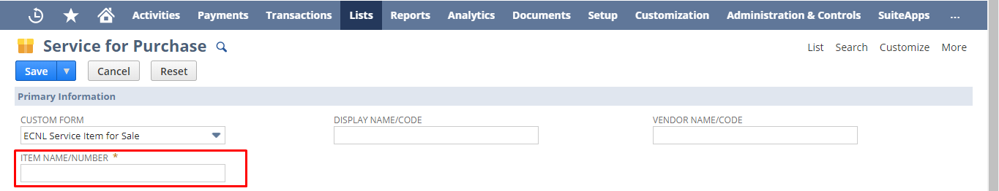 Activities Payments Transactions Lists Reports Analytics Documents Setup Customization Administration & Controls SuiteApps ...
Service for Purchase
List Search Customize More
Save Cancel Reset
Primary Information
CUSTOM FORM DISPLAY NAME/CODE VENDOR NAME/CODE
ECNL Service Item for Sale
ITEM NAME/NUMBER *